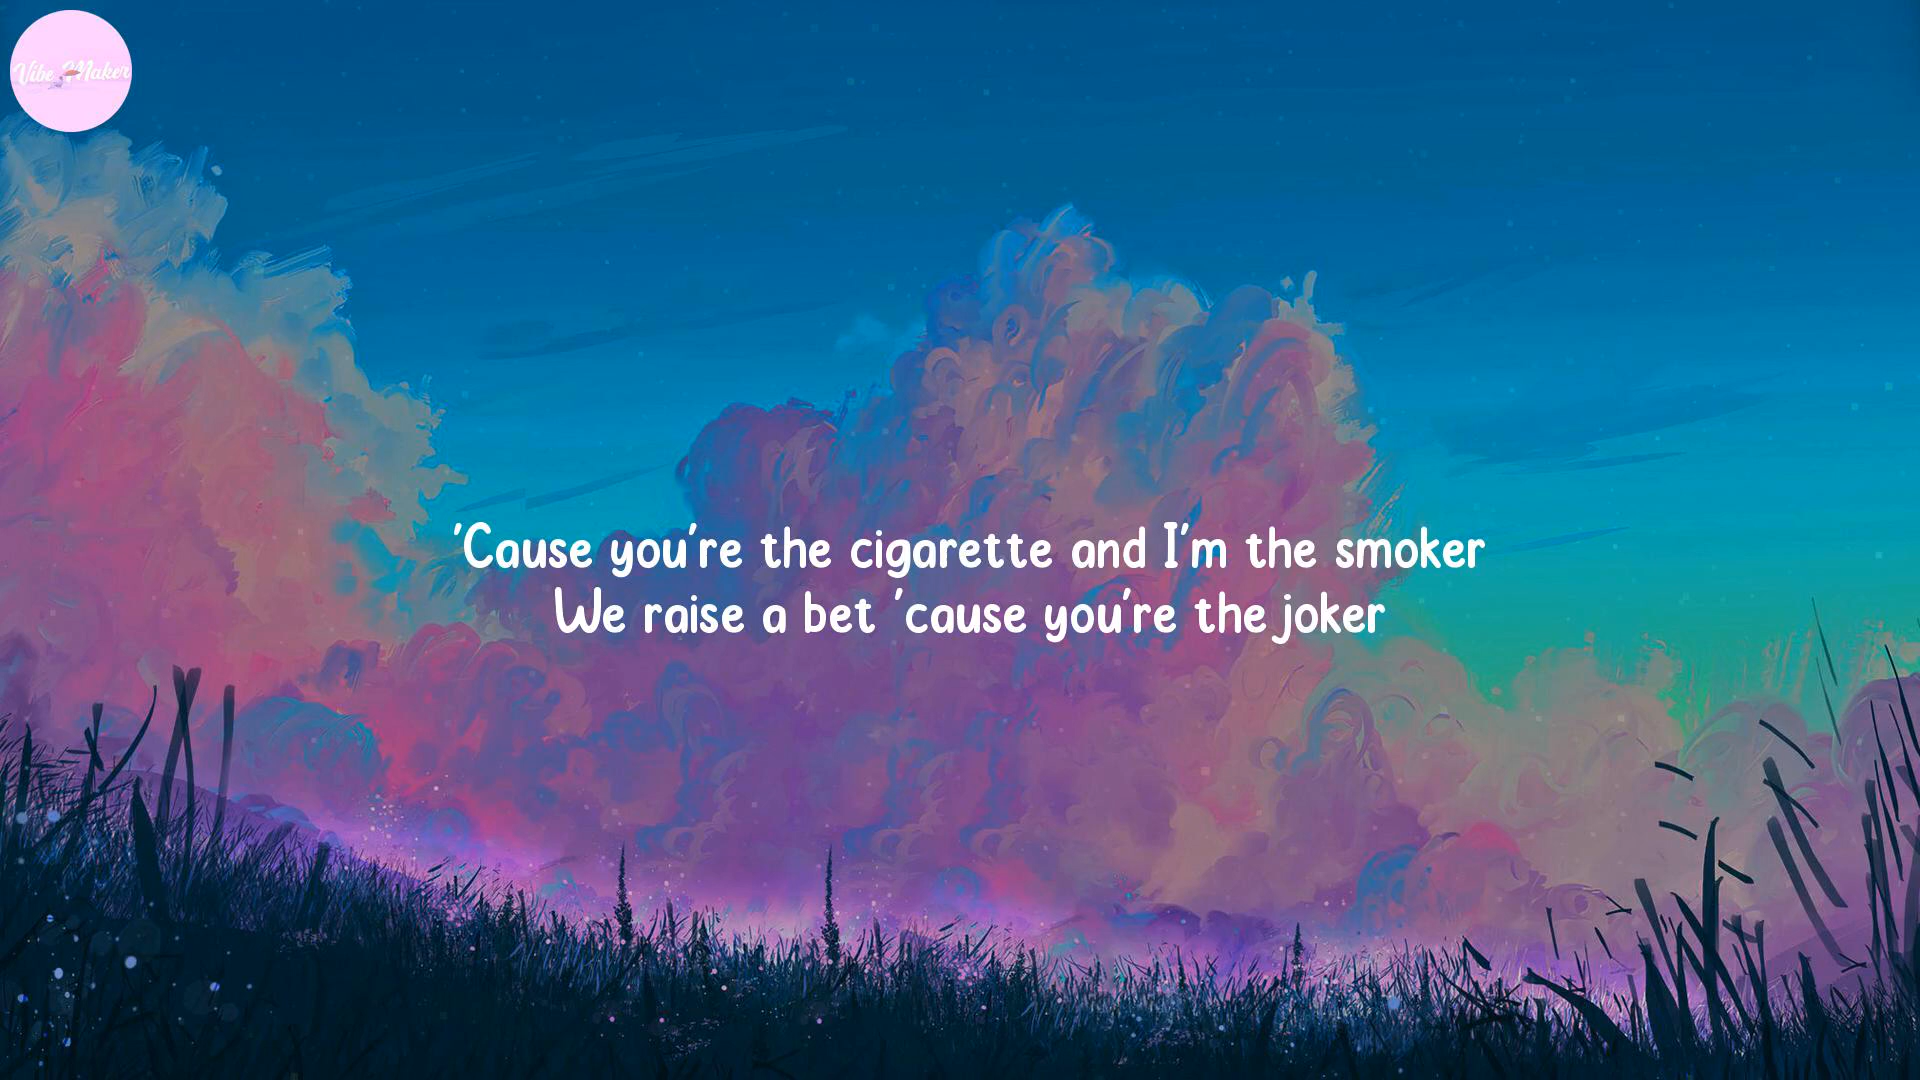 Vibe Maker
'Cause you're the cigarette and I'm the smoker
We raise a bet 'cause you're the joker